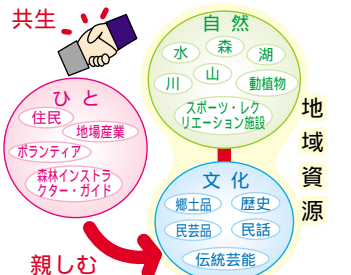 共生
自然
水
森
湖
川
山
動植物
スポーツ・レク
リエーション施設
ひと
住民
地場産業
ボランティア
森林インストラ
クター・ガイド
地域資源
文化
郷土品
歴史
民芸品
民話
伝統芸能
親しむ